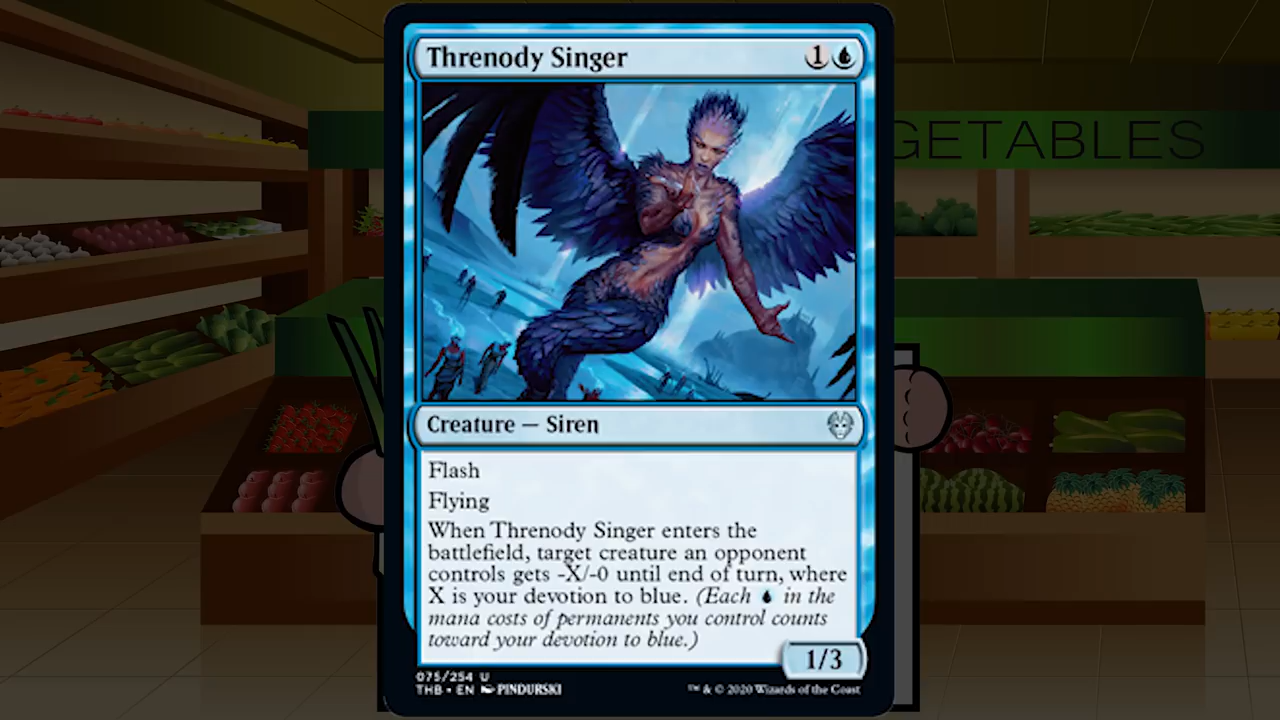 Threnody Singer 1
GETABLES
Creature — Siren
Flash
Flying
When Threnody Singer enters the
battlefield, target creature an opponent
controls gets -X/-0 until end of turn, where
X is your devotion to blue. (Each in the
mana costs of permanents you control counts
toward your devotion to blue.)
1/3
075/254 U
THB • EN PINDURSKI
™ & © 2020 Wizards of the Coast